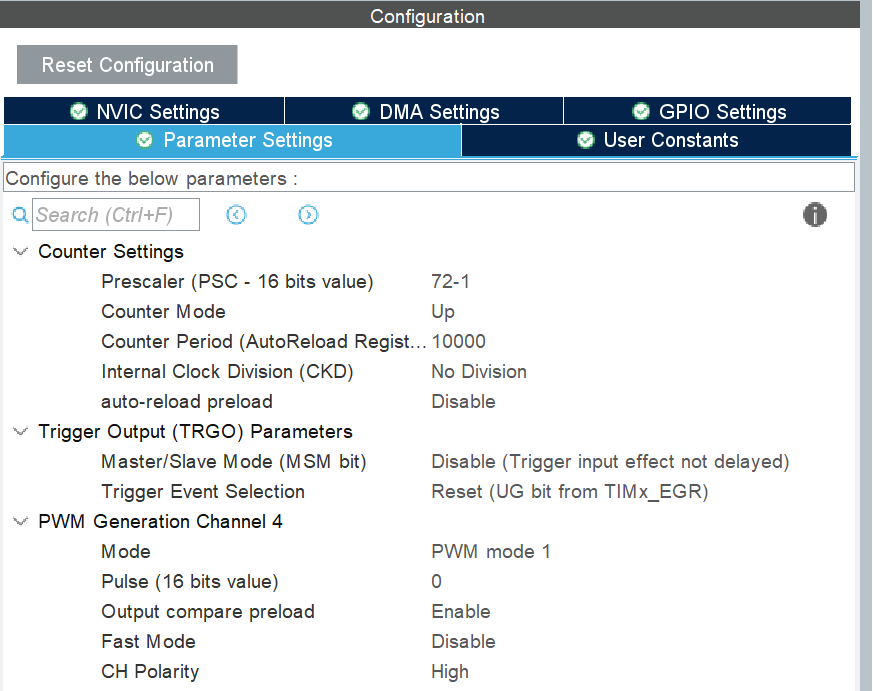 Configuration
Reset Configuration
NVIC Settings DMA Settings GPIO Settings
Parameter Settings User Constants
Configure the below parameters :
Search (Ctrl+F)
Counter Settings
Prescaler (PSC - 16 bits value) 72-1
Counter Mode Up
Counter Period (AutoReload Regist... 10000
Internal Clock Division (CKD) No Division
auto-reload preload Disable
Trigger Output (TRGO) Parameters
Master/Slave Mode (MSM bit) Disable (Trigger input effect not delayed)
Trigger Event Selection Reset (UG bit from TIMx_EGR)
PWM Generation Channel 4
Mode PWM mode 1
Pulse (16 bits value) 0
Output compare preload Enable
Fast Mode Disable
CH Polarity High